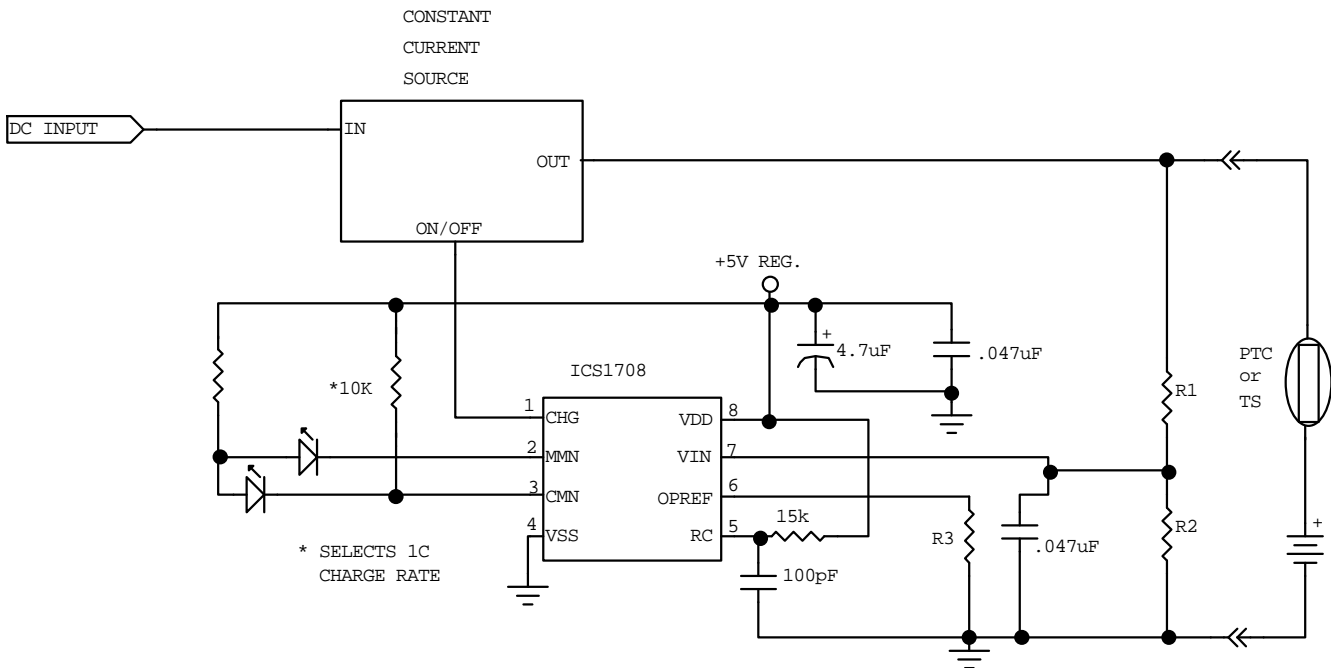 CONSTANT
CURRENT
SOURCE
DC INPUT
IN
OUT
ON/OFF
+5V REG.
+
4.7uF
.047uF
*10K
ICS1708
PTC
or
TS
R1
1
CHG
VDD
8
2
MMN
VIN
7
3
CMN
OPREF
6
4
VSS
RC
5
15k
R3
.047uF
R2
+
* SELECTS 1C
CHARGE RATE
100pF